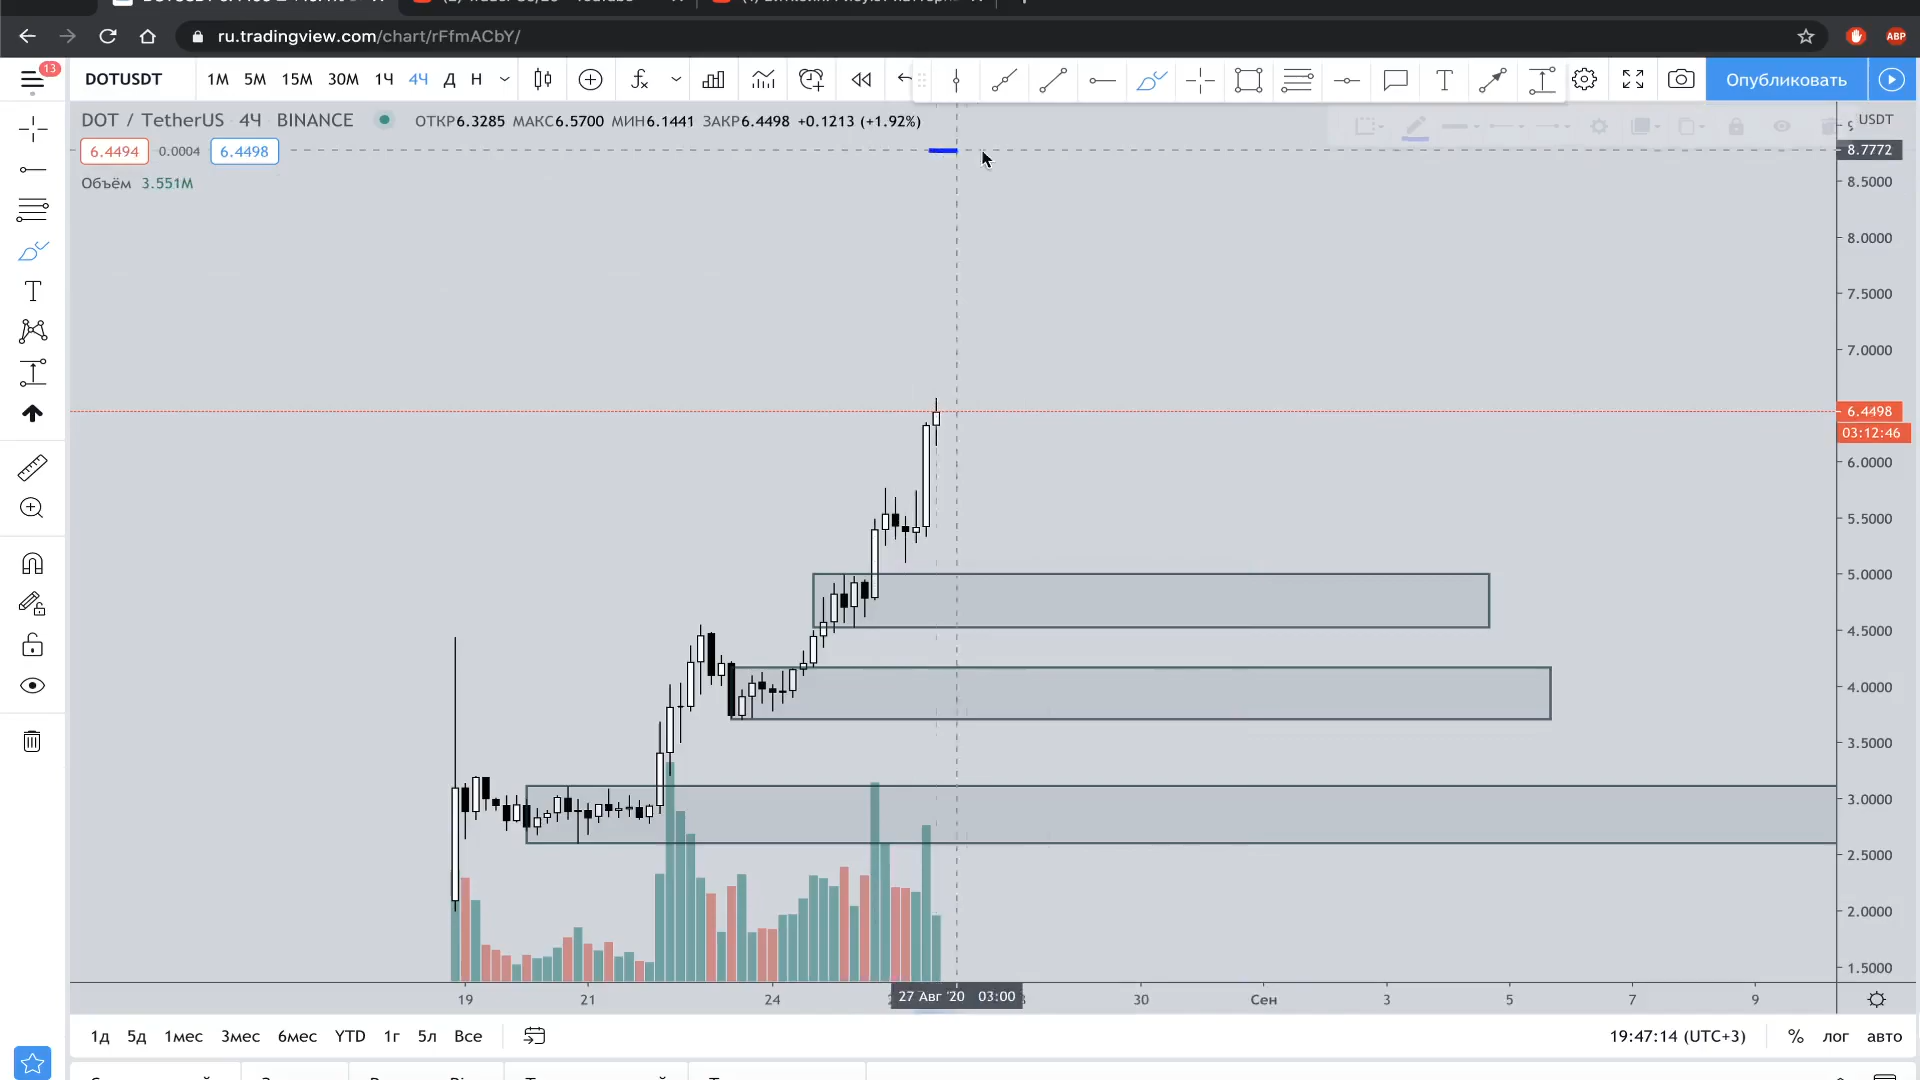 ru.tradingview.com/chart/rFfmACbY/
ABP
13
DOTUSDT 1М 5М 15М 30М 1Ч 4Ч Д Н
Опубликовать
DOT / TetherUS 4Ч BINANCE ОТКР6.3285 МАКС6.5700 МИН6.1441 ЗАКР6.4498 +0.1213 (+1.92%)
USDT
6.4494 0.0004 6.4498
8.7772
Объём 3.551M
8.5000
8.0000
7.5000
7.0000
6.4498
03:12:46
6.0000
5.5000
5.0000
4.5000
4.0000
3.5000
3.0000
2.5000
2.0000
1.5000
19 21 24 27 Авг '20 03:00 30 Сен 3 5 7 9
1д 5д 1мес 3мес 6мес YTD 1г 5л Все
19:47:14 (UTC+3) % лог авто